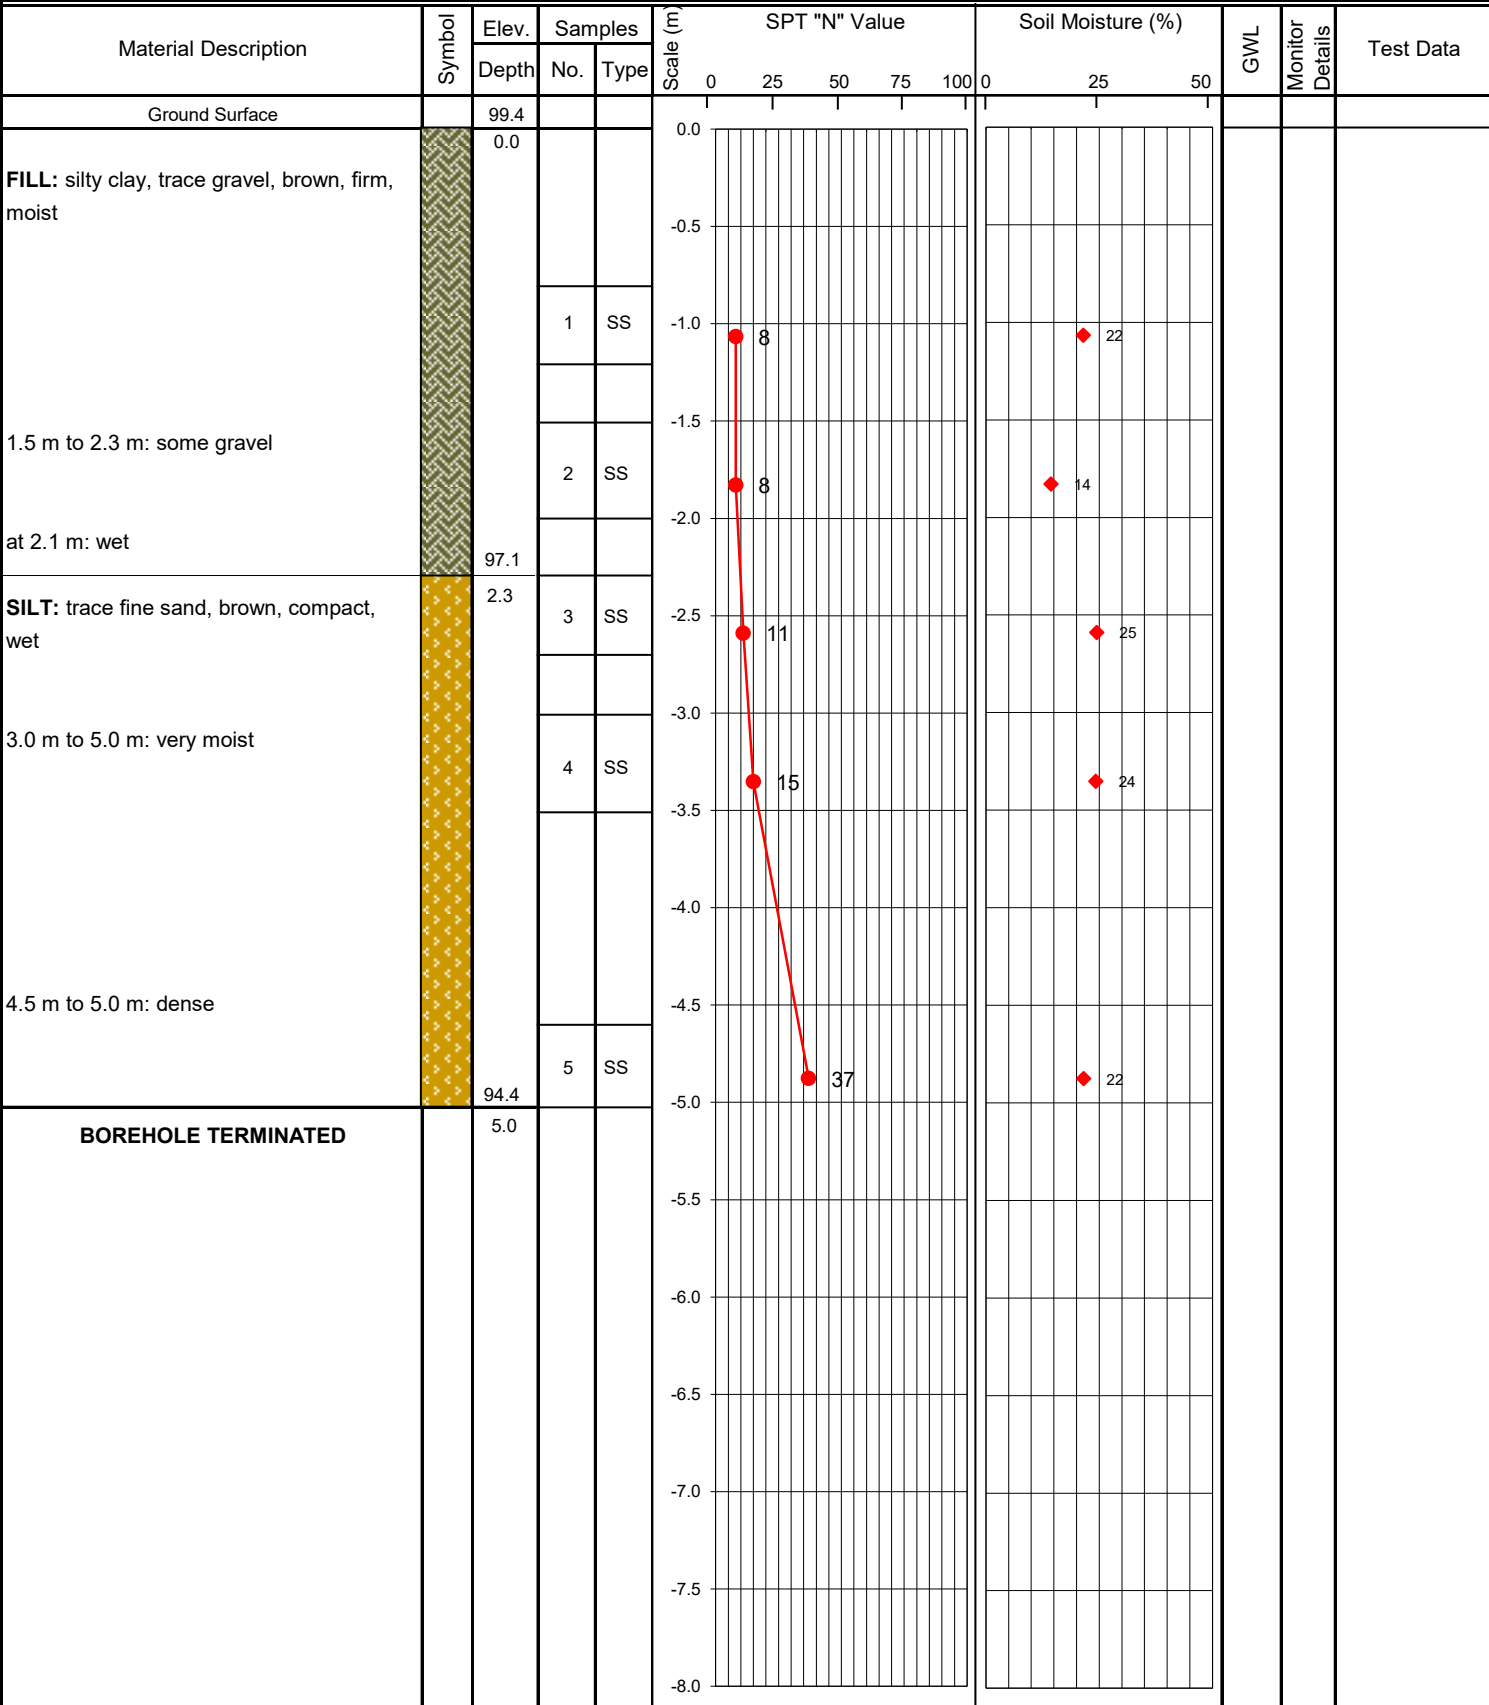 Material Description
Symbol
Elev.
Depth
Samples
No. Type
Scale (m)
SPT "N" Value
0 25 50 75 100
Soil Moisture (%)
0 25 50
GWL
Monitor
Details
Test Data
Ground Surface
99.4
0.0
FILL: silty clay, trace gravel, brown, firm,
moist
1 SS
1.5 m to 2.3 m: some gravel
2 SS
at 2.1 m: wet
97.1
2.3
SILT: trace fine sand, brown, compact,
wet
3 SS
3.0 m to 5.0 m: very moist
4 SS
4.5 m to 5.0 m: dense
5 SS
94.4
5.0
BOREHOLE TERMINATED
0.0
-0.5
-1.0
-1.5
-2.0
-2.5
-3.0
-3.5
-4.0
-4.5
-5.0
-5.5
-6.0
-6.5
-7.0
-7.5
-8.0
8
8
11
15
37
22
14
25
24
22